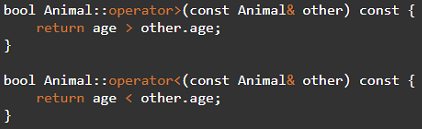 bool Animal::operator>(const Animal& other) const {
    return age > other.age;
}
bool Animal::operator<(const Animal& other) const {
    return age < other.age;
}